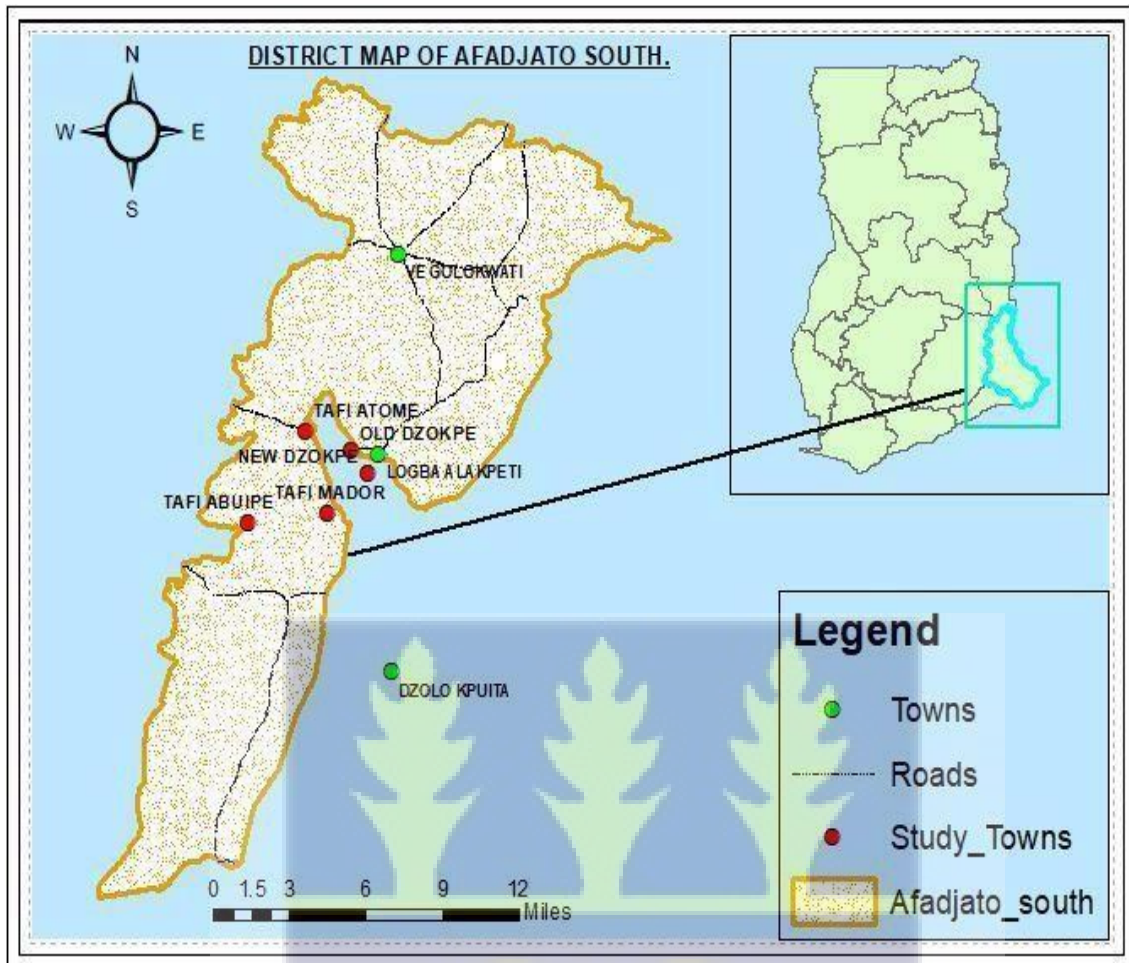 DISTRICT MAP OF AFADJATO SOUTH.
N
W
E
S
VE GOLOKWATI
TAFI ATOME
OLD DZOKPE
NEW DZOKPE
LOGBA ALAKPETI
TAFI MADOR
TAFI ABUIPE
DZOLO KPUITA
0 1.5 3 6 9 12
Miles
Legend
Towns
Roads
Study_Towns
Afadjato_south